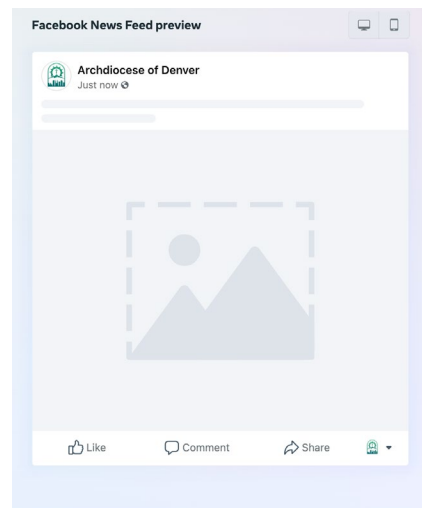 Facebook News Feed preview
Archdiocese of Denver
Just now
Like
Comment
Share